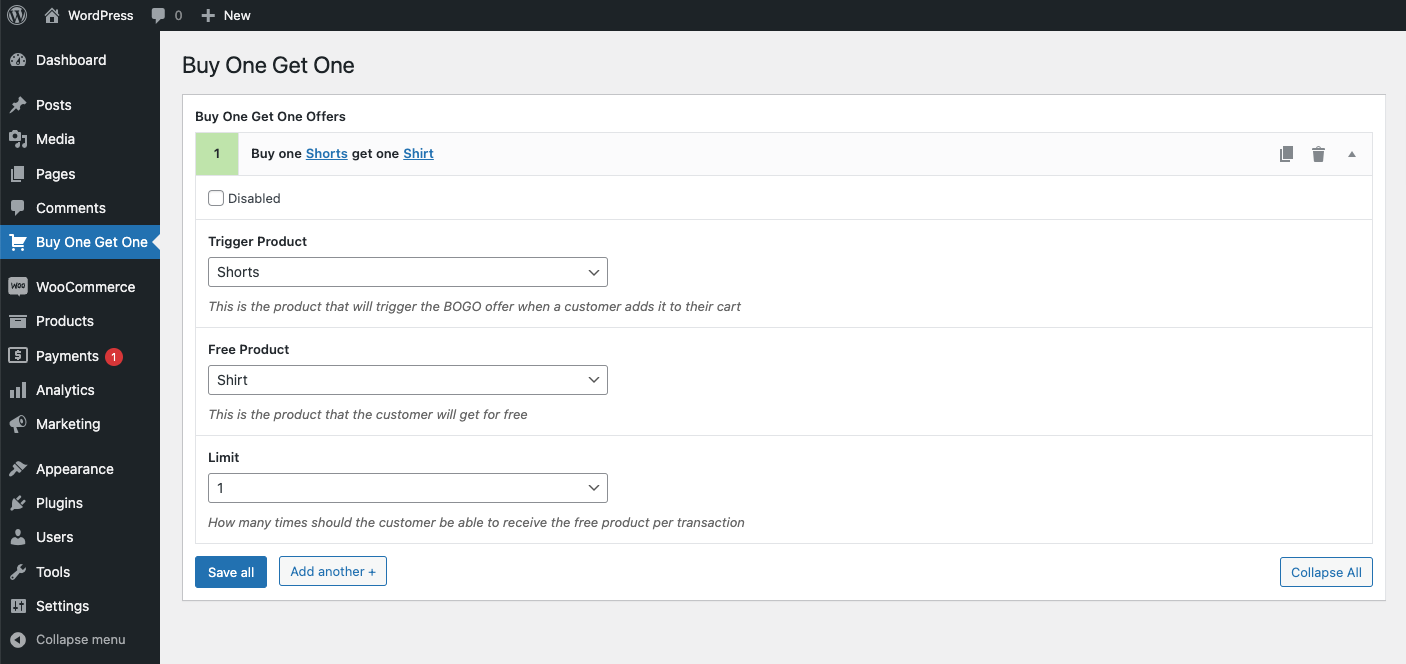 WordPress 0 New
Dashboard
Posts
Media
Pages
Comments
Buy One Get One
WooCommerce
Products
Payments 1
Analytics
Marketing
Appearance
Plugins
Users
Tools
Settings
Collapse menu
Buy One Get One
Buy One Get One Offers
1 Buy one Shorts get one Shirt
Disabled
Trigger Product
Shorts
This is the product that will trigger the BOGO offer when a customer adds it to their cart
Free Product
Shirt
This is the product that the customer will get for free
Limit
1
How many times should the customer be able to receive the free product per transaction
Save all Add another + Collapse All